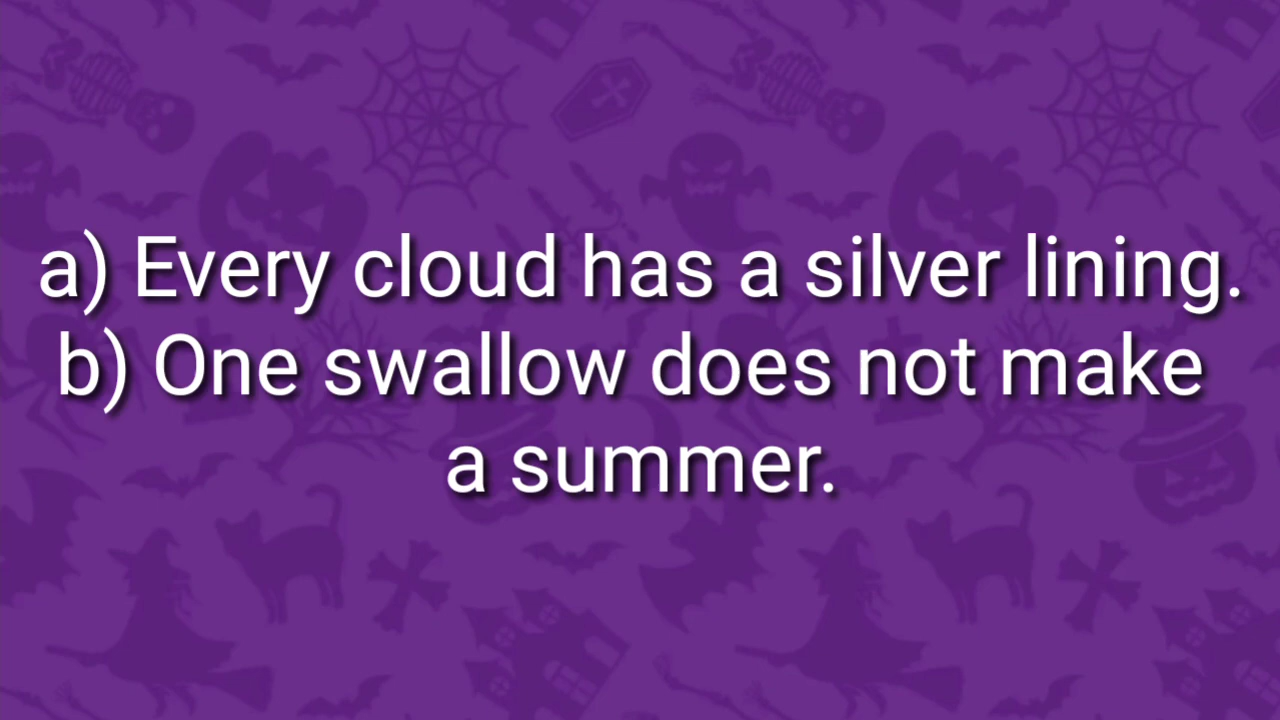 a) Every cloud has a silver lining.
b) One swallow does not make
a summer.